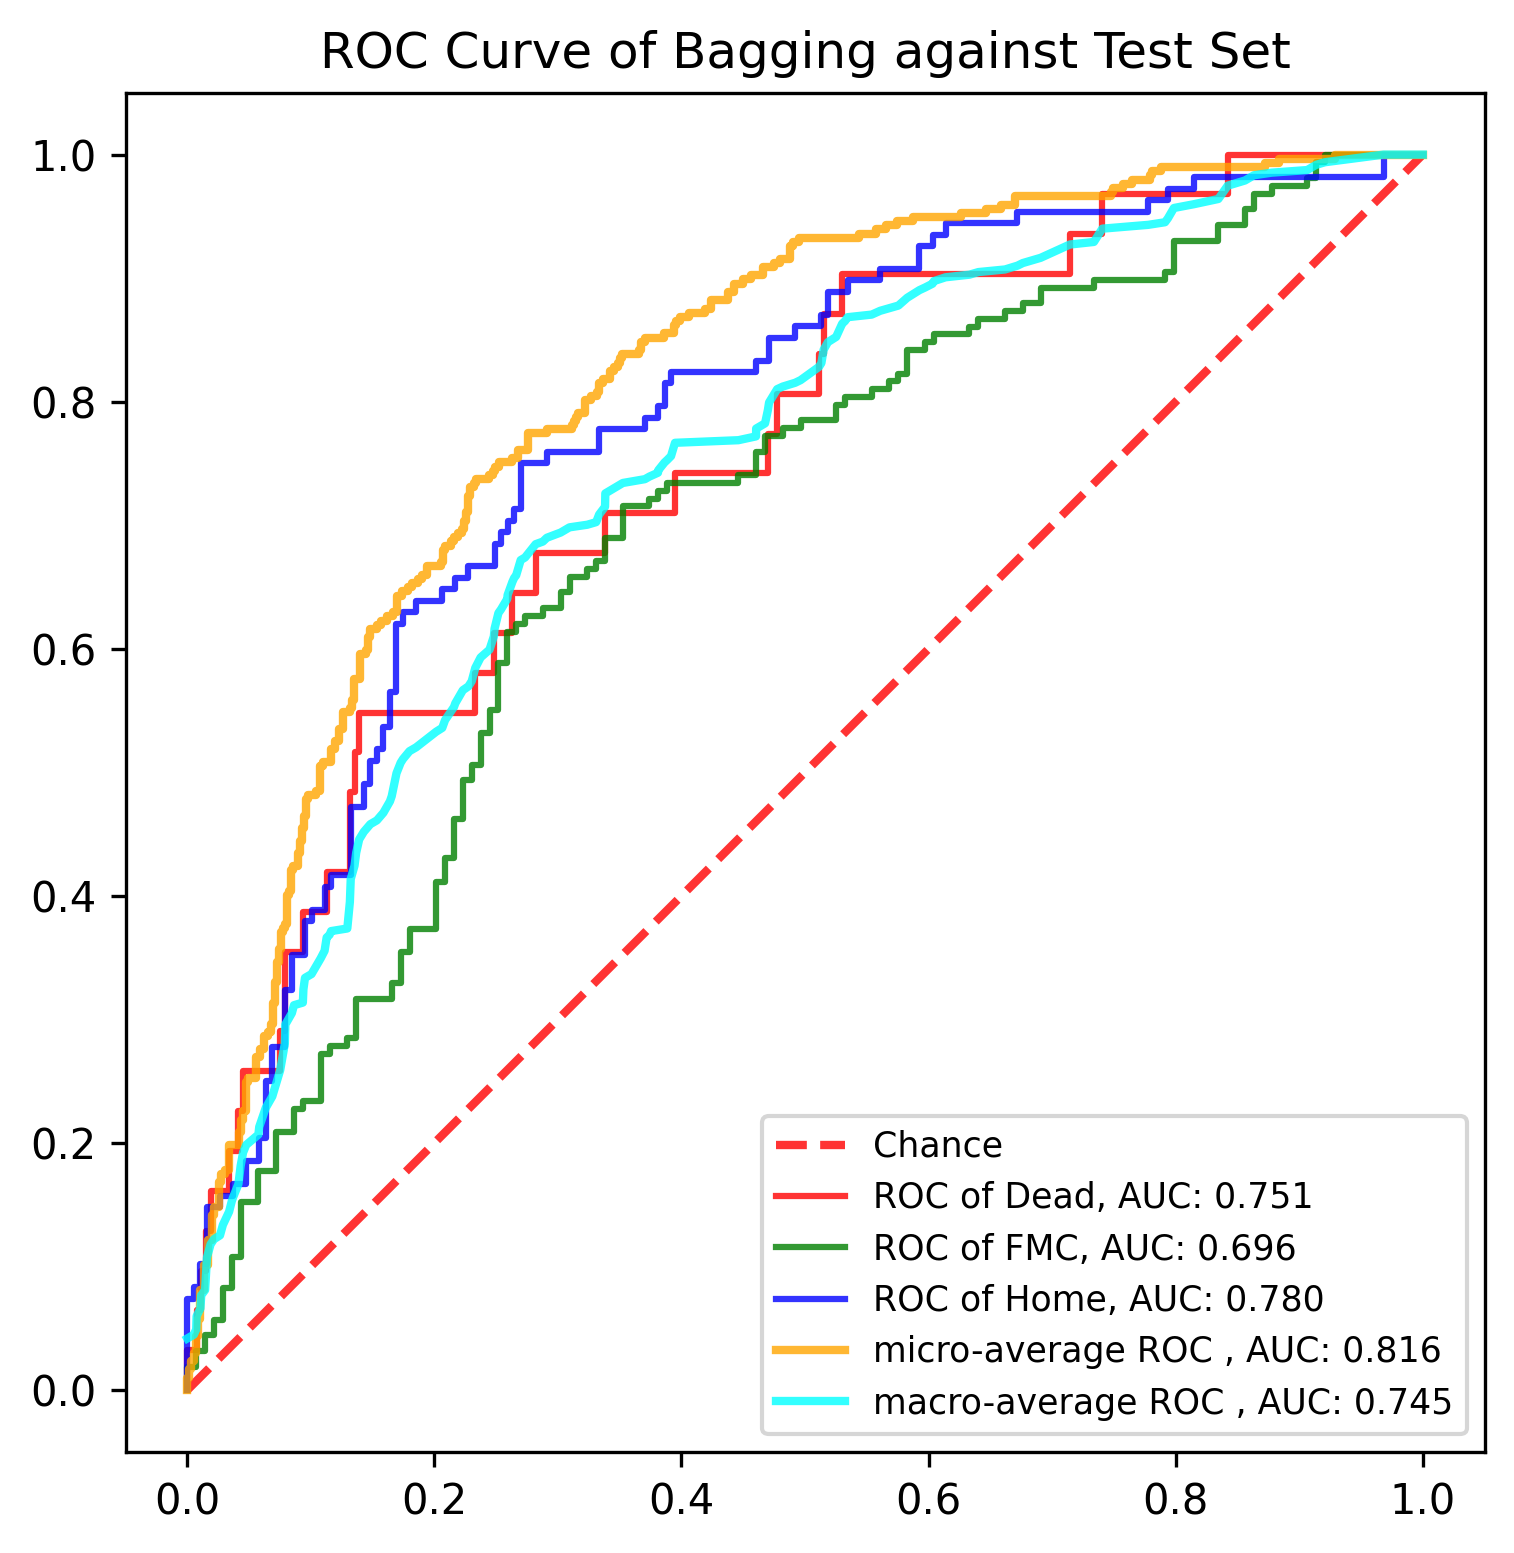 ROC Curve of Bagging against Test Set
1.0
0.8
0.6
0.4
0.2
0.0
Chance
ROC of Dead, AUC: 0.751
ROC of FMC, AUC: 0.696
ROC of Home, AUC: 0.780
micro-average ROC , AUC: 0.816
macro-average ROC , AUC: 0.745
0.0 0.2 0.4 0.6 0.8 1.0